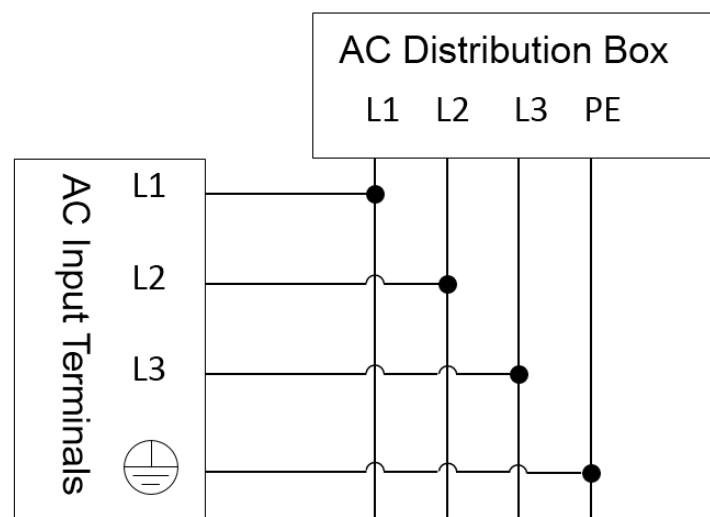 AC Distribution Box
L1 L2 L3 PE
AC Input Terminals
L1
L2
L3